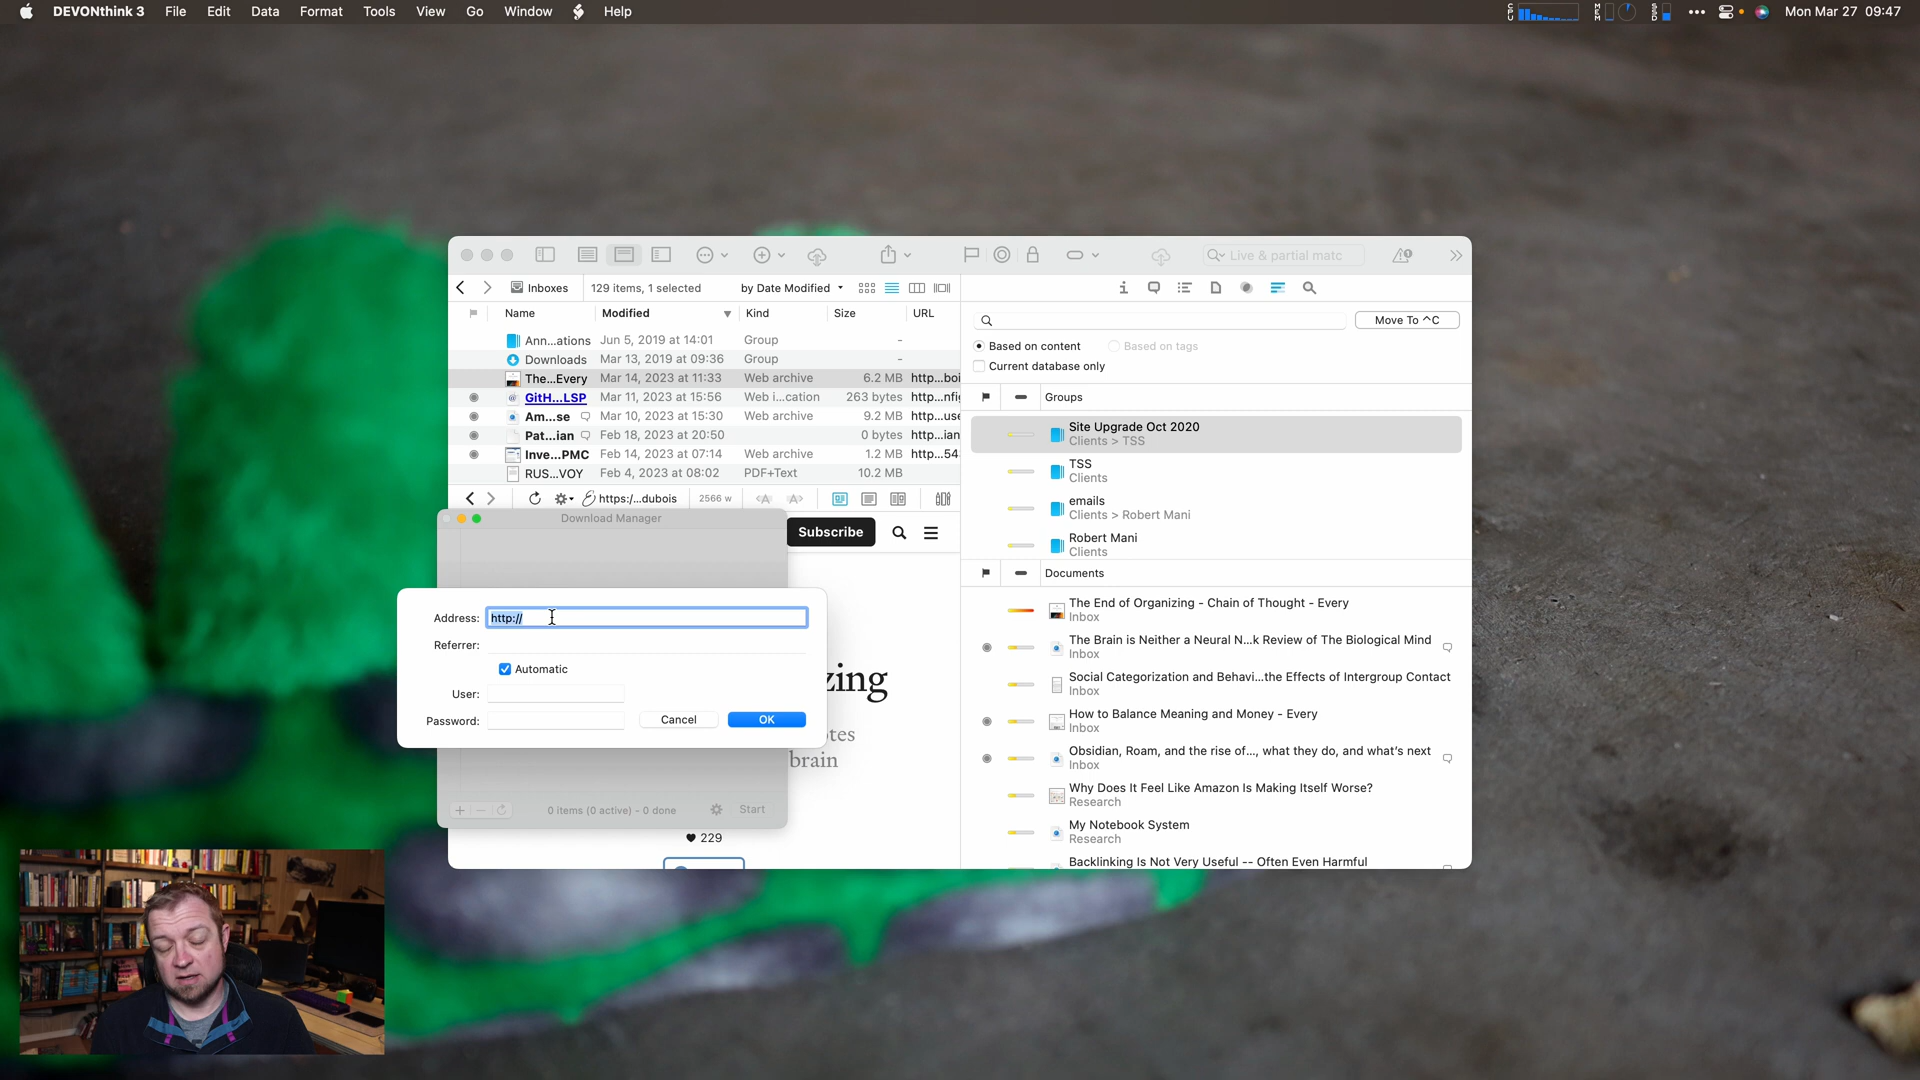 DEVONthink 3 File Edit Data Format Tools View Go Window Help
CPU MEM SSD Mon Mar 27 09:47
Live & partial matc
Inboxes 129 items, 1 selected by Date Modified
Name Modified Kind Size URL
Ann...ations Jun 5, 2019 at 14:01 Group -
Downloads Mar 13, 2019 at 09:36 Group -
The...Every Mar 14, 2023 at 11:33 Web archive 6.2 MB http...boi
GitH...LSP Mar 11, 2023 at 15:56 Web i...cation 263 bytes http...nfi
Am...se Mar 10, 2023 at 15:30 Web archive 9.2 MB http...use
Pat...ian Feb 18, 2023 at 20:50 0 bytes http...ian
Inve...PMC Feb 14, 2023 at 07:14 Web archive 1.2 MB http...54
RUS...VOY Feb 4, 2023 at 08:02 PDF+Text 10.2 MB
https:/...dubois 2566 w
Download Manager
Subscribe
Address: http://
Referrer:
Automatic
User:
Password:
Cancel OK
zing
otes
brain
0 items (0 active) – 0 done Start
229
Move To ^C
Based on content Based on tags
Current database only
Groups
Site Upgrade Oct 2020
Clients > TSS
TSS
Clients
emails
Clients > Robert Mani
Robert Mani
Clients
Documents
The End of Organizing - Chain of Thought - Every
Inbox
The Brain is Neither a Neural N...k Review of The Biological Mind
Inbox
Social Categorization and Behavi...the Effects of Intergroup Contact
Inbox
How to Balance Meaning and Money - Every
Inbox
Obsidian, Roam, and the rise of..., what they do, and what's next
Inbox
Why Does It Feel Like Amazon Is Making Itself Worse?
Research
My Notebook System
Research
Backlinking Is Not Very Useful -- Often Even Harmful